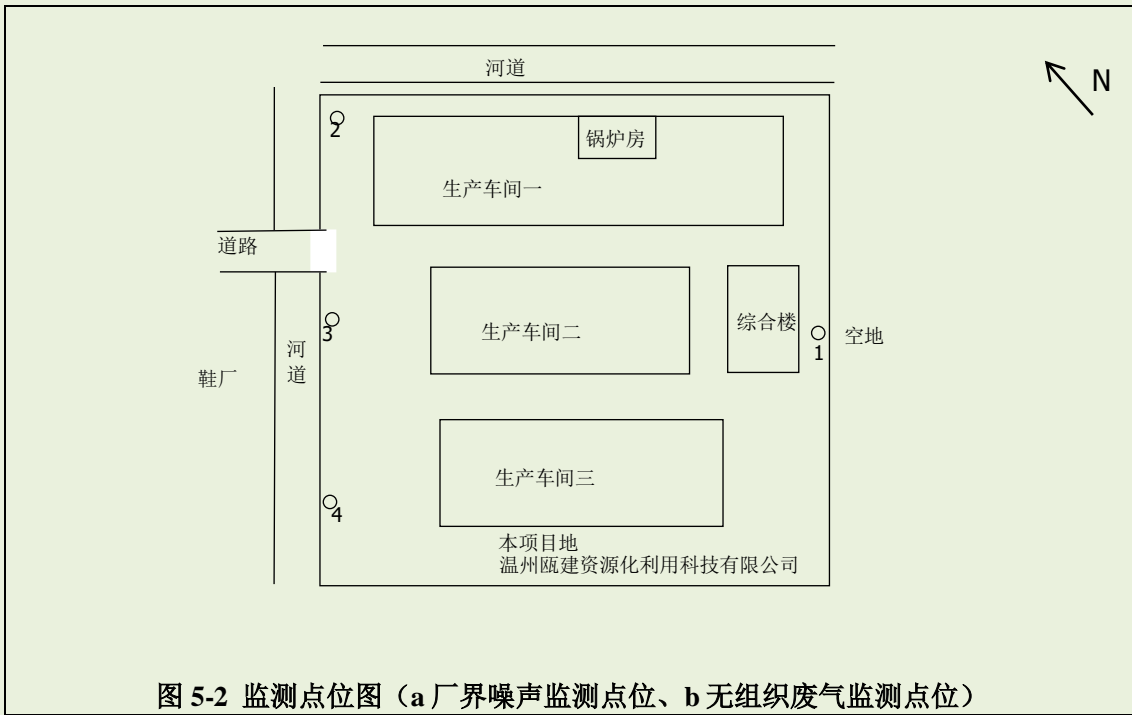 河道
N
2
锅炉房
生产车间一
道路
3
生产车间二
综合楼
1
空地
河道
鞋厂
生产车间三
4
本项目地
温州瓯建资源化利用科技有限公司
图 5-2 监测点位图（a 厂界噪声监测点位、b 无组织废气监测点位）